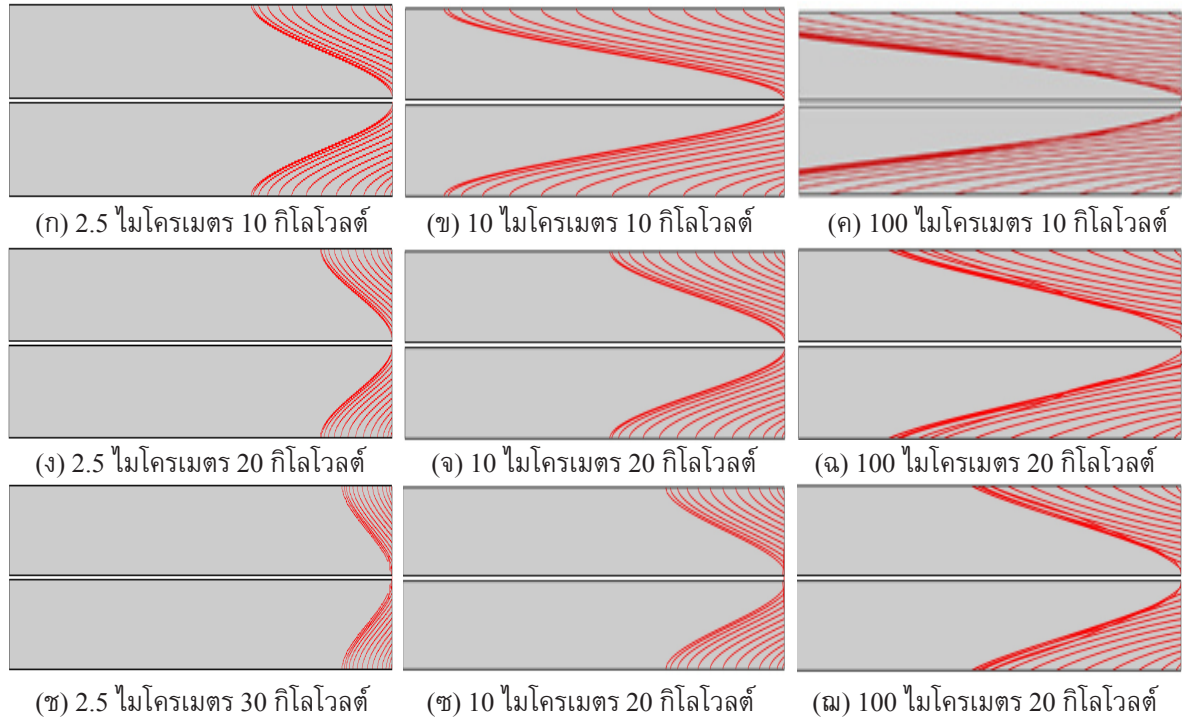 (ก) 2.5 ไมโครเมตร 10 กิโลโวลต์
(ข) 10 ไมโครเมตร 10 กิโลโวลต์
(ค) 100 ไมโครเมตร 10 กิโลโวลต์
(ง) 2.5 ไมโครเมตร 20 กิโลโวลต์
(จ) 10 ไมโครเมตร 20 กิโลโวลต์
(ฉ) 100 ไมโครเมตร 20 กิโลโวลต์
(ช) 2.5 ไมโครเมตร 30 กิโลโวลต์
(ซ) 10 ไมโครเมตร 20 กิโลโวลต์
(ฌ) 100 ไมโครเมตร 20 กิโลโวลต์